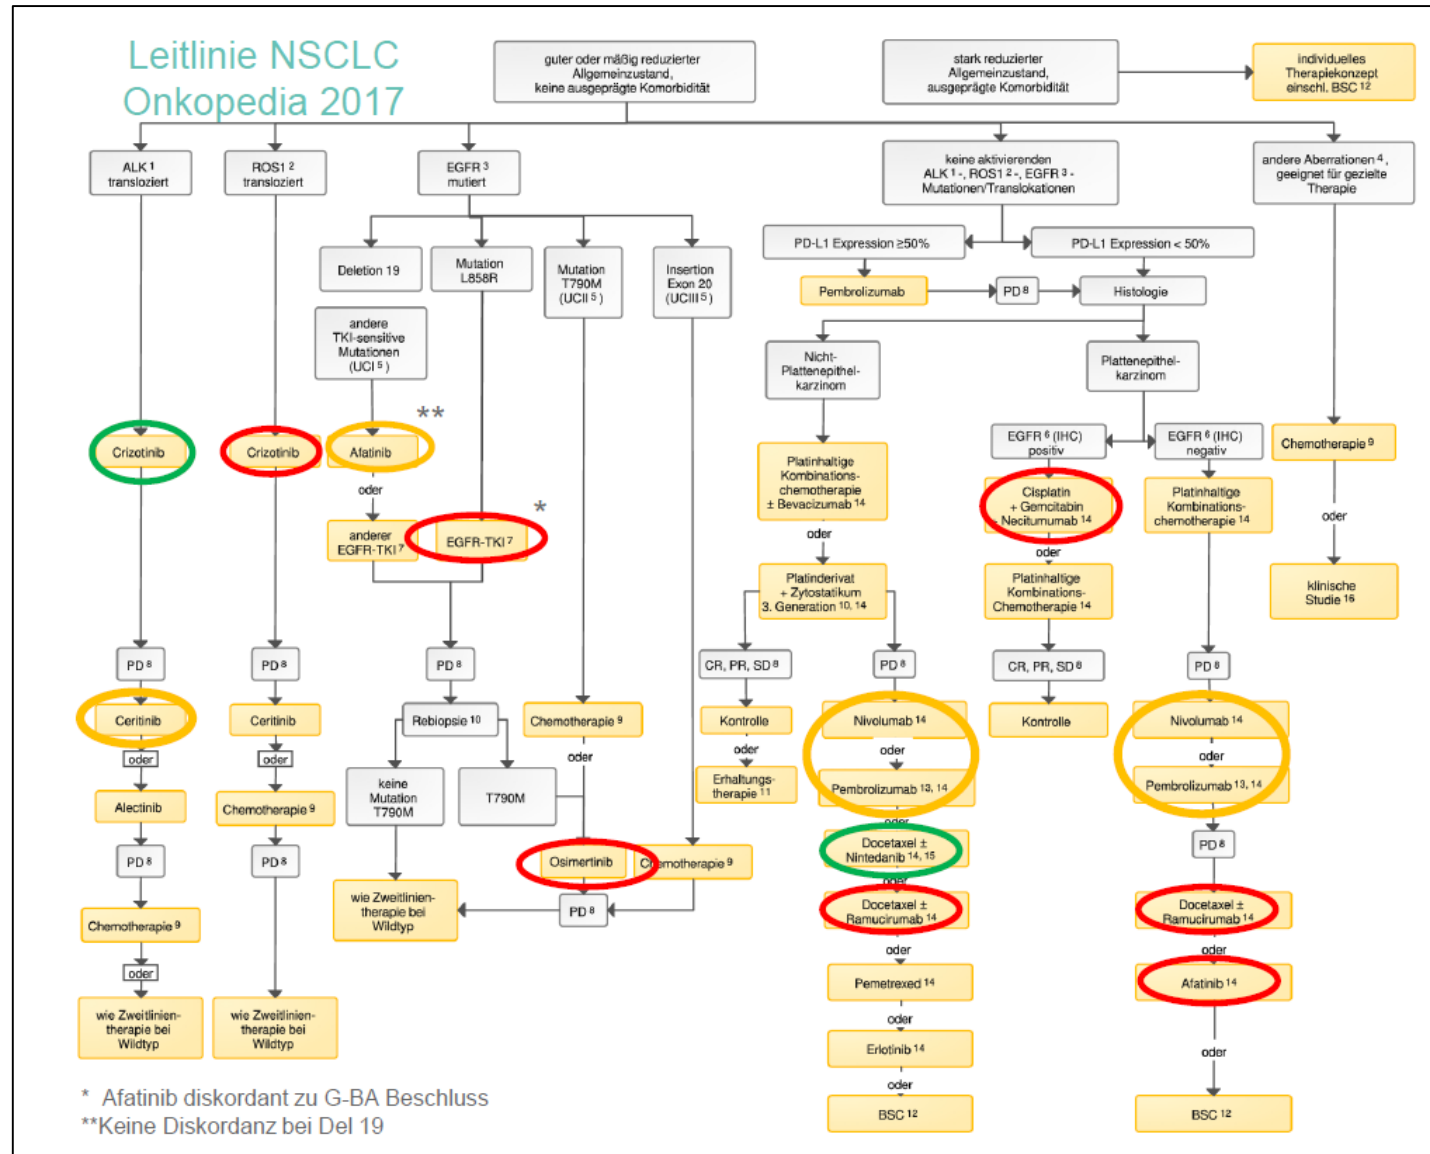 Leitlinie NSCLC
Onkopedia 2017
guter oder mäßig reduzierter
Allgemeinzustand,
keine ausgeprägte Komorbidität
stark reduzierter
Allgemeinzustand,
ausgeprägte Komorbidität
individuelles
Therapiekonzept
einschl. BSC 12
ALK 1
transloziert
ROS1 2
transloziert
EGFR 3
mutiert
keine aktivierenden
ALK 1 -, ROS1 2 -, EGFR 3 -
Mutationen/Translokationen
andere Aberrationen 4 ,
geeignet für gezielte
Therapie
PD-L1 Expression ≥50%
PD-L1 Expression < 50%
Deletion 19
Mutation
L858R
Mutation
T790M
(UCII 5 )
Insertion
Exon 20
(UCIII 5 )
Pembrolizumab
PD 8
Histologie
andere
TKI-sensitive
Mutationen
(UCI 5 )
Nicht-
Plattenepithel-
karzinom
Plattenepithel-
karzinom
**
Crizotinib
Crizotinib
Afatinib
EGFR 6 (IHC)
positiv
EGFR 6 (IHC)
negativ
Chemotherapie 9
oder
Platinhaltige
Kombinations-
chemotherapie
± Bevacizumab 14
Cisplatin
+ Gemcitabin
Necitumumab 14
Platinhaltige
Kombinations-
chemotherapie 14
oder
*
anderer
EGFR-TKI 7
EGFR-TKI 7
oder
oder
Platinderivat
+ Zytostatikum
3. Generation 10, 14
Platinhaltige
Kombinations-
Chemotherapie 14
klinische
Studie 16
PD 8
PD 8
PD 8
CR, PR, SD 8
PD 8
CR, PR, SD 8
PD 8
Ceritinib
Ceritinib
Rebiopsie 10
Chemotherapie 9
Kontrolle
Nivolumab 14
Kontrolle
Nivolumab 14
oder
oder
oder
oder
oder
oder
Alectinib
Chemotherapie 9
keine
Mutation
T790M
T790M
Erhaltungs-
therapie 11
Pembrolizumab 13, 14
Pembrolizumab 13, 14
oder
PD 8
PD 8
Osimertinib
Chemotherapie 9
Docetaxel ±
Nintedanib 14, 15
PD 8
oder
Chemotherapie 9
wie Zweitlinien-
therapie bei
Wildtyp
PD 8
Docetaxel ±
Ramucirumab 14
Docetaxel ±
Ramucirumab 14
oder
oder
oder
wie Zweitlinien-
therapie bei
Wildtyp
wie Zweitlinien-
therapie bei
Wildtyp
Pemetrexed 14
Afatinib 14
oder
Erlotinib 14
oder
oder
BSC 12
BSC 12
* Afatinib diskordant zu G-BA Beschluss
**Keine Diskordanz bei Del 19